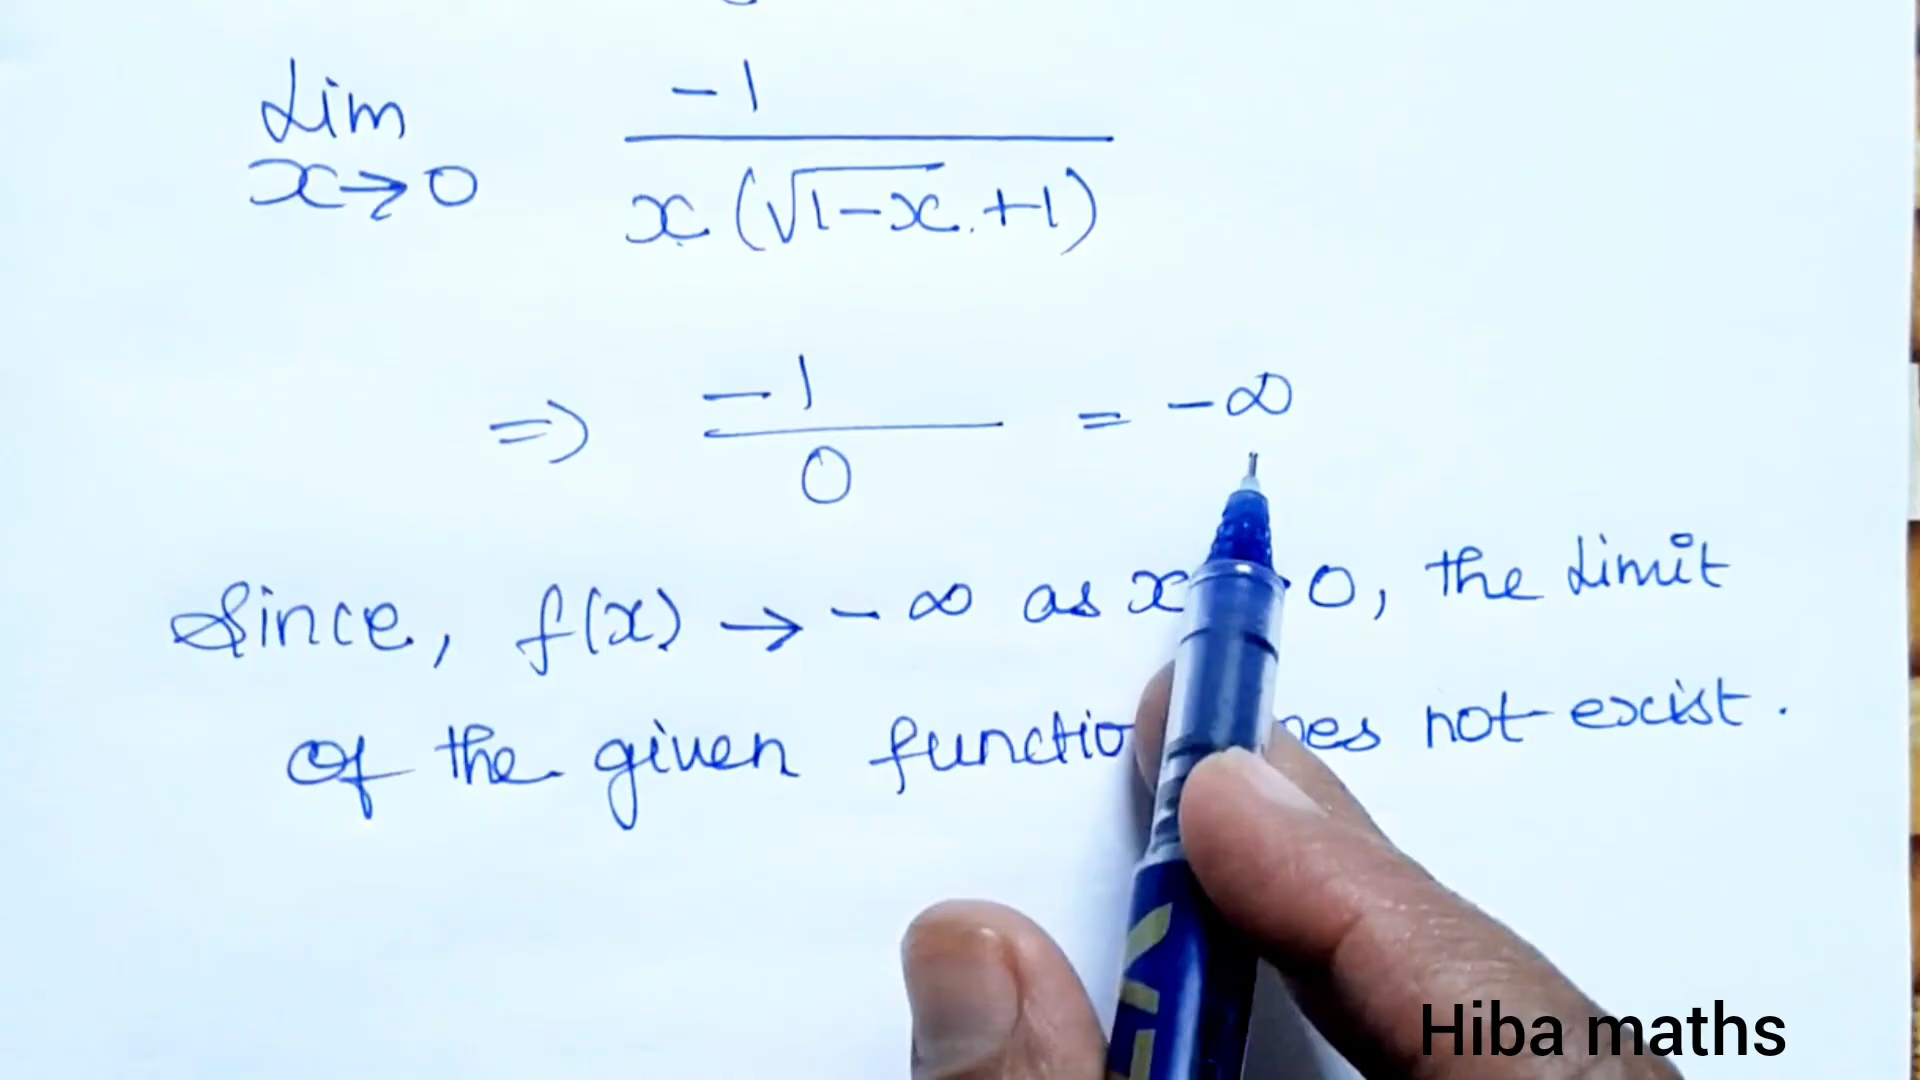 Lim -1
x→0 x(√1-x +1)
=> -1/0 = -∞
Since, f(x) → -∞ as x 0, the Limit
of the given does not exist.
Hiba maths